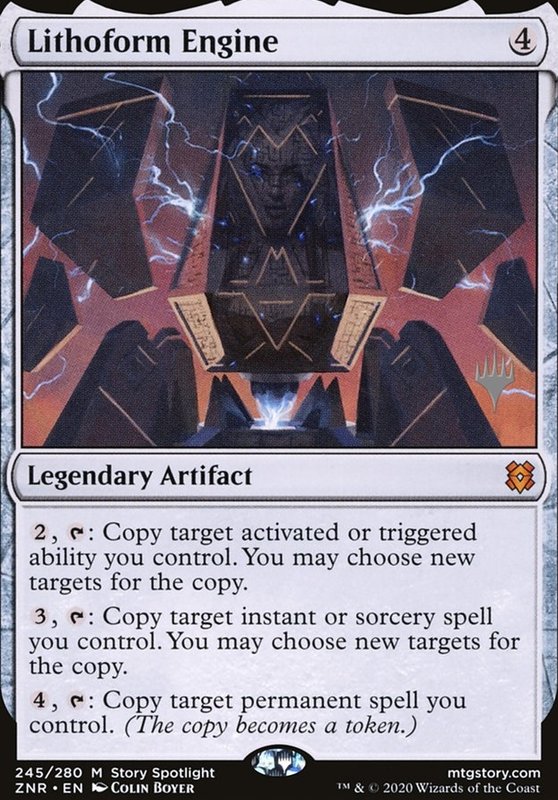 Lithoform Engine 4
Legendary Artifact
2, T: Copy target activated or triggered
ability you control. You may choose new
targets for the copy.
3, T: Copy target instant or sorcery spell
you control. You may choose new targets for
the copy.
4, T: Copy target permanent spell you
control. (The copy becomes a token.)
245/280 M Story Spotlight
mtgstory.com
ZNR • EN Colin Boyer
™ & © 2020 Wizards of the Coast